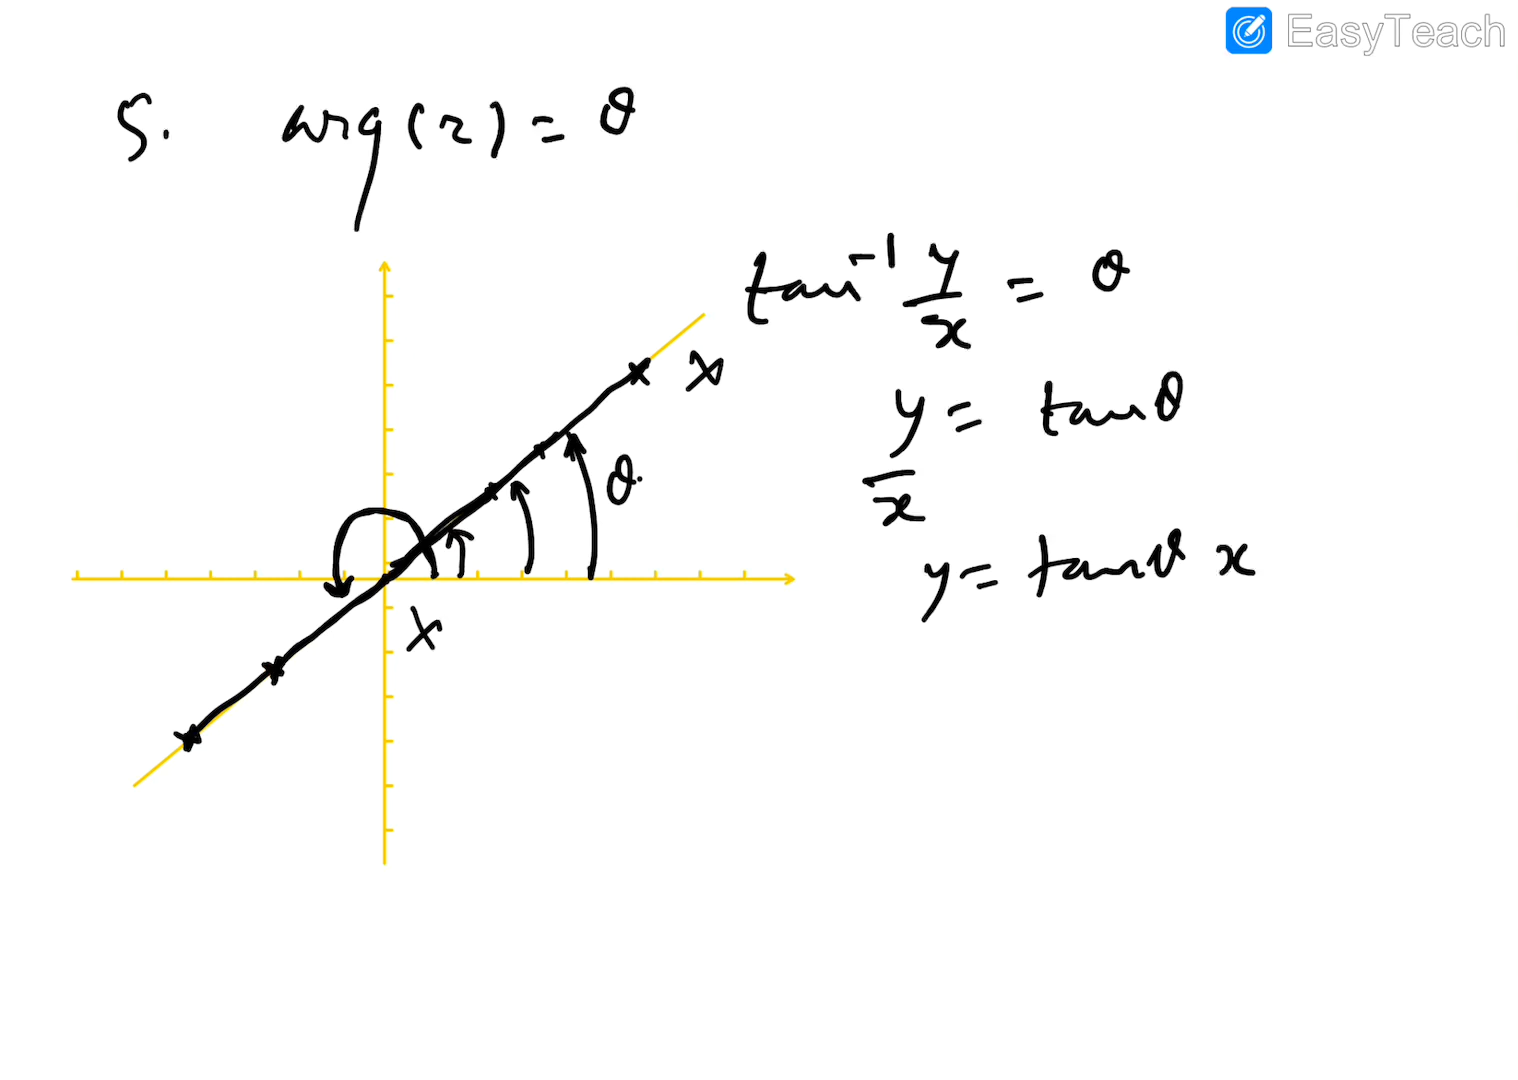 EasyTeach
5. arg(z) = θ
tan⁻¹ y/x = θ
y/x = tanθ
y = tanθ x
θ